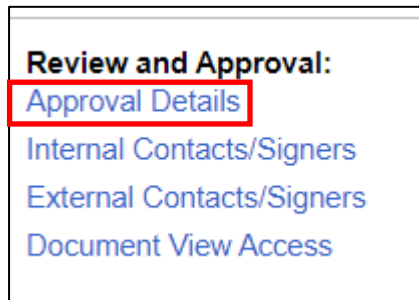 Review and Approval:
Approval Details
Internal Contacts/Signers
External Contacts/Signers
Document View Access